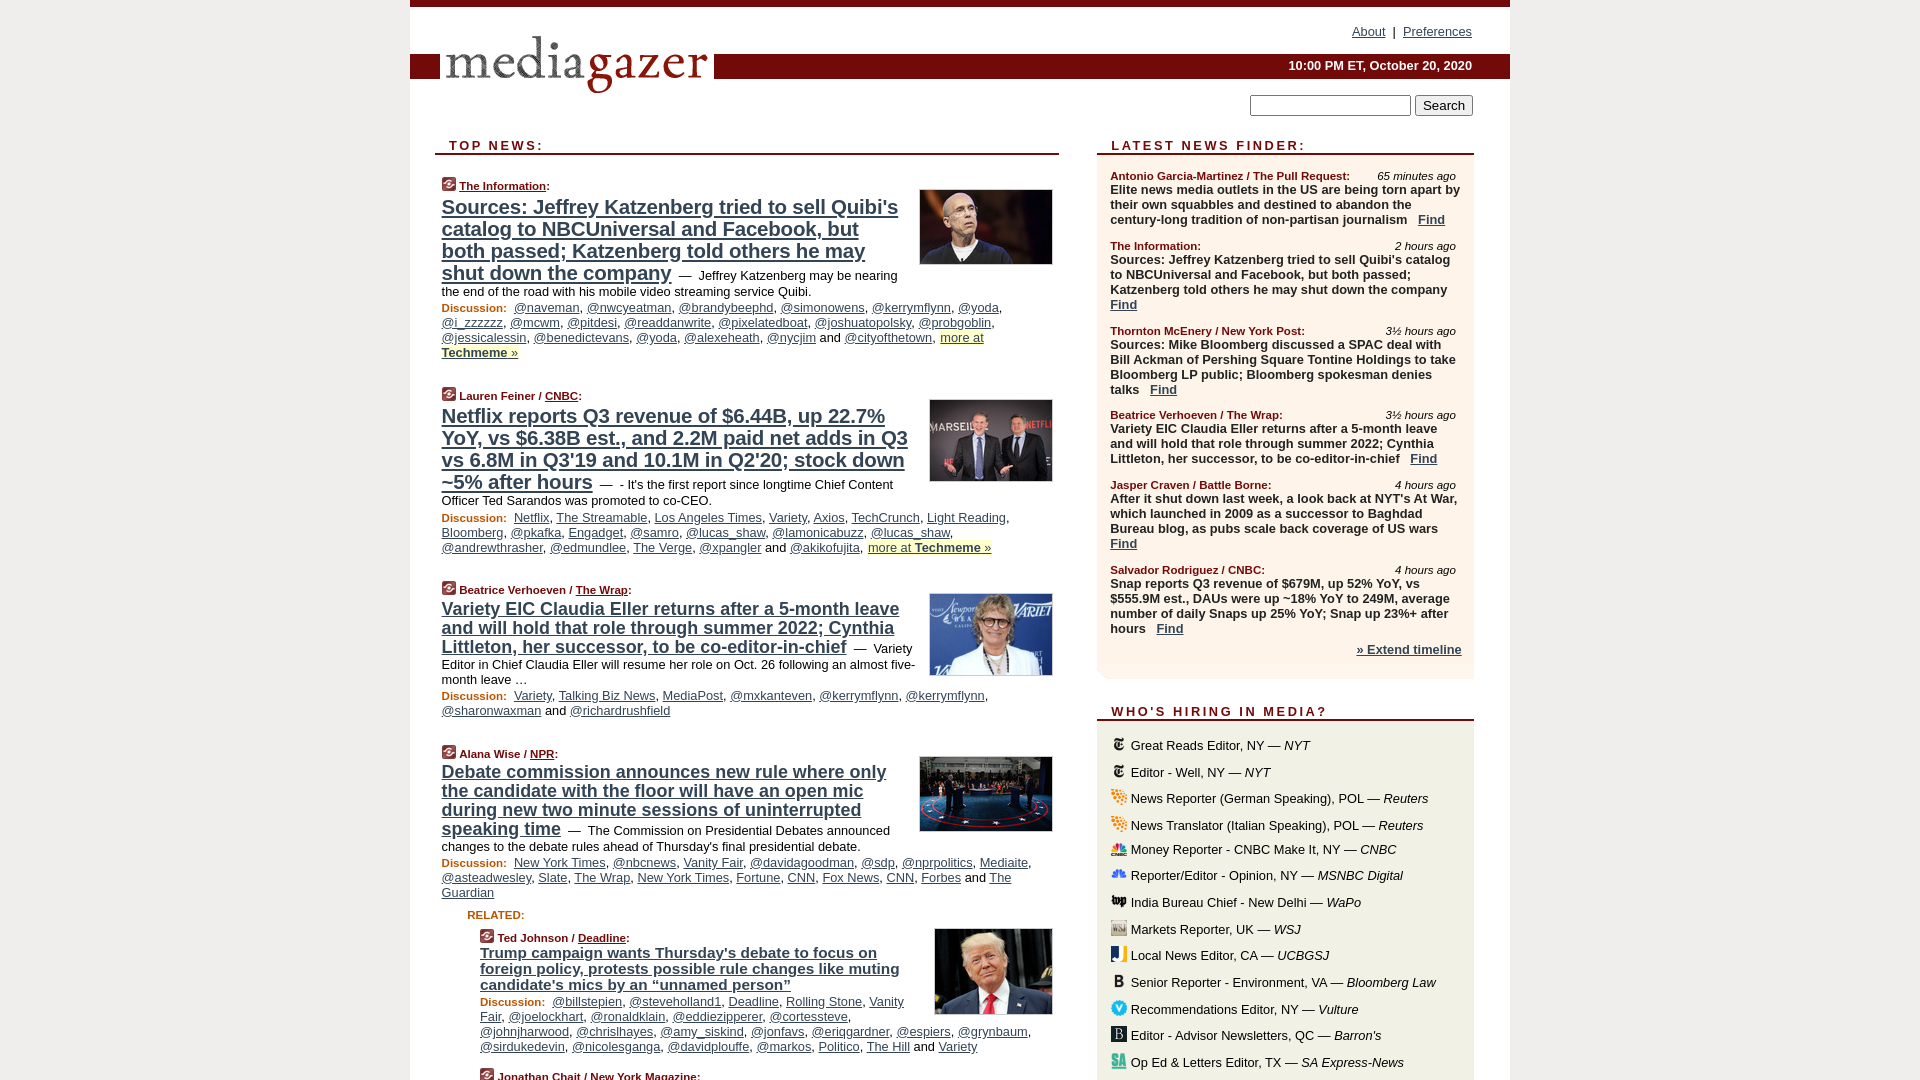 About | Preferences
mediagazer
10:00 PM ET, October 20, 2020
Search
TOP NEWS:
The Information:
Sources: Jeffrey Katzenberg tried to sell Quibi's
catalog to NBCUniversal and Facebook, but
both passed; Katzenberg told others he may
shut down the company — Jeffrey Katzenberg may be nearing
the end of the road with his mobile video streaming service Quibi.
Discussion: @naveman, @nwcyeatman, @brandybeephd, @simonowens, @kerrymflynn, @yoda,
@i_zzzzzz, @mcwm, @pitdesi, @readdanwrite, @pixelatedboat, @joshuatopolsky, @probgoblin,
@jessicalessin, @benedictevans, @yoda, @alexeheath, @nycjim and @cityofthetown, more at
Techmeme »
Lauren Feiner / CNBC:
Netflix reports Q3 revenue of $6.44B, up 22.7%
YoY, vs $6.38B est., and 2.2M paid net adds in Q3
vs 6.8M in Q3'19 and 10.1M in Q2'20; stock down
~5% after hours — - It's the first report since longtime Chief Content
Officer Ted Sarandos was promoted to co-CEO.
Discussion: Netflix, The Streamable, Los Angeles Times, Variety, Axios, TechCrunch, Light Reading,
Bloomberg, @pkafka, Engadget, @samro, @lucas_shaw, @lamonicabuzz, @lucas_shaw,
@andrewthrasher, @edmundlee, The Verge, @xpangler and @akikofujita, more at Techmeme »
MARSEILLE
NETFLIX
Beatrice Verhoeven / The Wrap:
Variety EIC Claudia Eller returns after a 5-month leave
and will hold that role through summer 2022; Cynthia
Littleton, her successor, to be co-editor-in-chief — Variety
Editor in Chief Claudia Eller will resume her role on Oct. 26 following an almost five-
month leave …
Discussion: Variety, Talking Biz News, MediaPost, @mxkanteven, @kerrymflynn, @kerrymflynn,
@sharonwaxman and @richardrushfield
Alana Wise / NPR:
Debate commission announces new rule where only
the candidate with the floor will have an open mic
during new two minute sessions of uninterrupted
speaking time — The Commission on Presidential Debates announced
changes to the debate rules ahead of Thursday's final presidential debate.
Discussion: New York Times, @nbcnews, Vanity Fair, @davidagoodman, @sdp, @nprpolitics, Mediaite,
@asteadwesley, Slate, The Wrap, New York Times, Fortune, CNN, Fox News, CNN, Forbes and The
Guardian
RELATED:
Ted Johnson / Deadline:
Trump campaign wants Thursday's debate to focus on
foreign policy, protests possible rule changes like muting
candidate's mics by an “unnamed person”
Discussion: @billstepien, @steveholland1, Deadline, Rolling Stone, Vanity
Fair, @joelockhart, @ronaldklain, @eddiezipperer, @cortessteve,
@johnjharwood, @chrislhayes, @amy_siskind, @jonfavs, @eriqgardner, @espiers, @grynbaum,
@sirdukedevin, @nicolesganga, @davidplouffe, @markos, Politico, The Hill and Variety
Jonathan Chait / New York Magazine:
LATEST NEWS FINDER:
Antonio Garcia-Martinez / The Pull Request: 65 minutes ago
Elite news media outlets in the US are being torn apart by
their own squabbles and destined to abandon the
century-long tradition of non-partisan journalism Find
The Information: 2 hours ago
Sources: Jeffrey Katzenberg tried to sell Quibi's catalog
to NBCUniversal and Facebook, but both passed;
Katzenberg told others he may shut down the company
Find
Thornton McEnery / New York Post: 3½ hours ago
Sources: Mike Bloomberg discussed a SPAC deal with
Bill Ackman of Pershing Square Tontine Holdings to take
Bloomberg LP public; Bloomberg spokesman denies
talks Find
Beatrice Verhoeven / The Wrap: 3½ hours ago
Variety EIC Claudia Eller returns after a 5-month leave
and will hold that role through summer 2022; Cynthia
Littleton, her successor, to be co-editor-in-chief Find
Jasper Craven / Battle Borne: 4 hours ago
After it shut down last week, a look back at NYT's At War,
which launched in 2009 as a successor to Baghdad
Bureau blog, as pubs scale back coverage of US wars
Find
Salvador Rodriguez / CNBC: 4 hours ago
Snap reports Q3 revenue of $679M, up 52% YoY, vs
$555.9M est., DAUs were up ~18% YoY to 249M, average
number of daily Snaps up 25% YoY; Snap up 23%+ after
hours Find
» Extend timeline
WHO'S HIRING IN MEDIA?
Great Reads Editor, NY — NYT
Editor - Well, NY — NYT
News Reporter (German Speaking), POL — Reuters
News Translator (Italian Speaking), POL — Reuters
Money Reporter - CNBC Make It, NY — CNBC
Reporter/Editor - Opinion, NY — MSNBC Digital
India Bureau Chief - New Delhi — WaPo
Markets Reporter, UK — WSJ
Local News Editor, CA — UCBGSJ
Senior Reporter - Environment, VA — Bloomberg Law
Recommendations Editor, NY — Vulture
Editor - Advisor Newsletters, QC — Barron's
Op Ed & Letters Editor, TX — SA Express-News